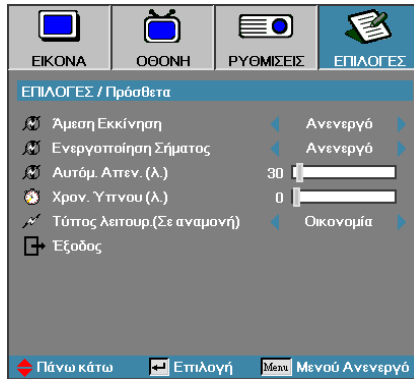 ΕΙΚΟΝΑ ΟΘΟΝΗ ΡΥΘΜΙΣΕΙΣ ΕΠΙΛΟΓΕΣ
ΕΠΙΛΟΓΕΣ / Πρόσθετα
Άμεση Εκκίνηση Ανενεργό
Ενεργοποίηση Σήματος Ανενεργό
Αυτόμ. Απεν. (λ.) 30
Χρον. Ύπνου (λ.) 0
Τύπος λειτουρ.(Σε αναμονή) Οικονομία
Έξοδος
Πάνω κάτω Επιλογή Menu Μενού Ανενεργό